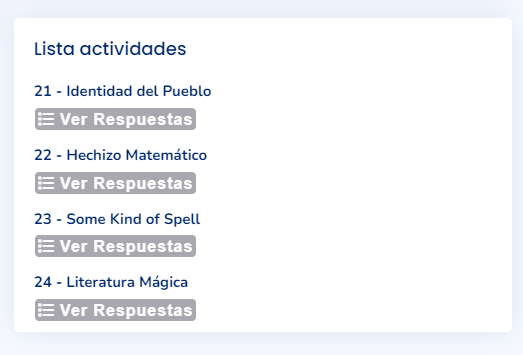 Lista actividades
21 - Identidad del Pueblo
Ver Respuestas
22 - Hechizo Matemático
Ver Respuestas
23 - Some Kind of Spell
Ver Respuestas
24 - Literatura Mágica
Ver Respuestas